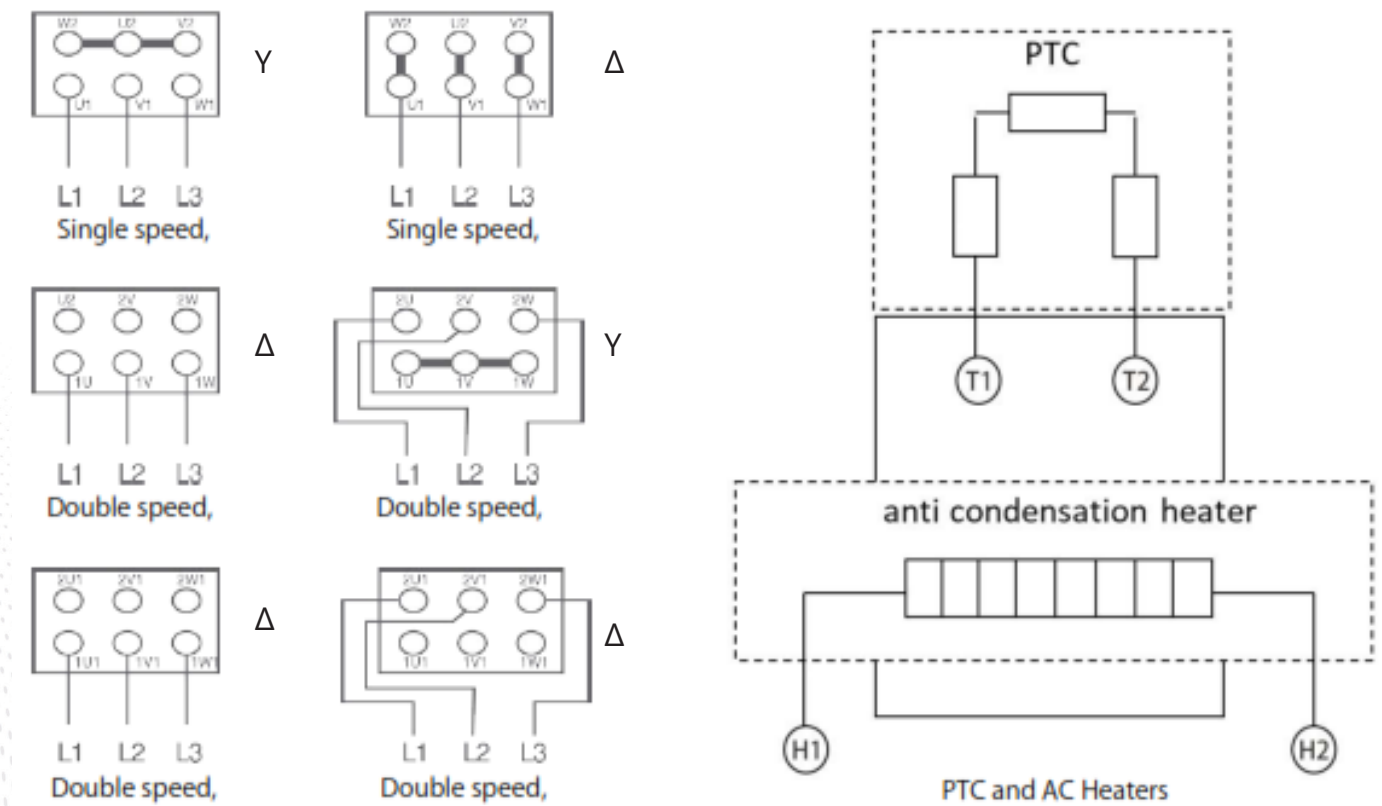 W2 U2 V2
Y
U1 V1 W1
L1 L2 L3
Single speed,
W2 U2 V2
Δ
U1 V1 W1
L1 L2 L3
Single speed,
U2 2V 2W
Δ
1U 1V 1W
L1 L2 L3
Double speed,
2U 2V 2W
Y
1U 1V 1W
L1 L2 L3
Double speed,
2U1 2V1 2W1
Δ
1U1 1V1 1W1
L1 L2 L3
Double speed,
2U1 2V1 2W1
Δ
1U1 1V1 1W1
L1 L2 L3
Double speed,
PTC
T1 T2
anti condensation heater
H1 H2
PTC and AC Heaters